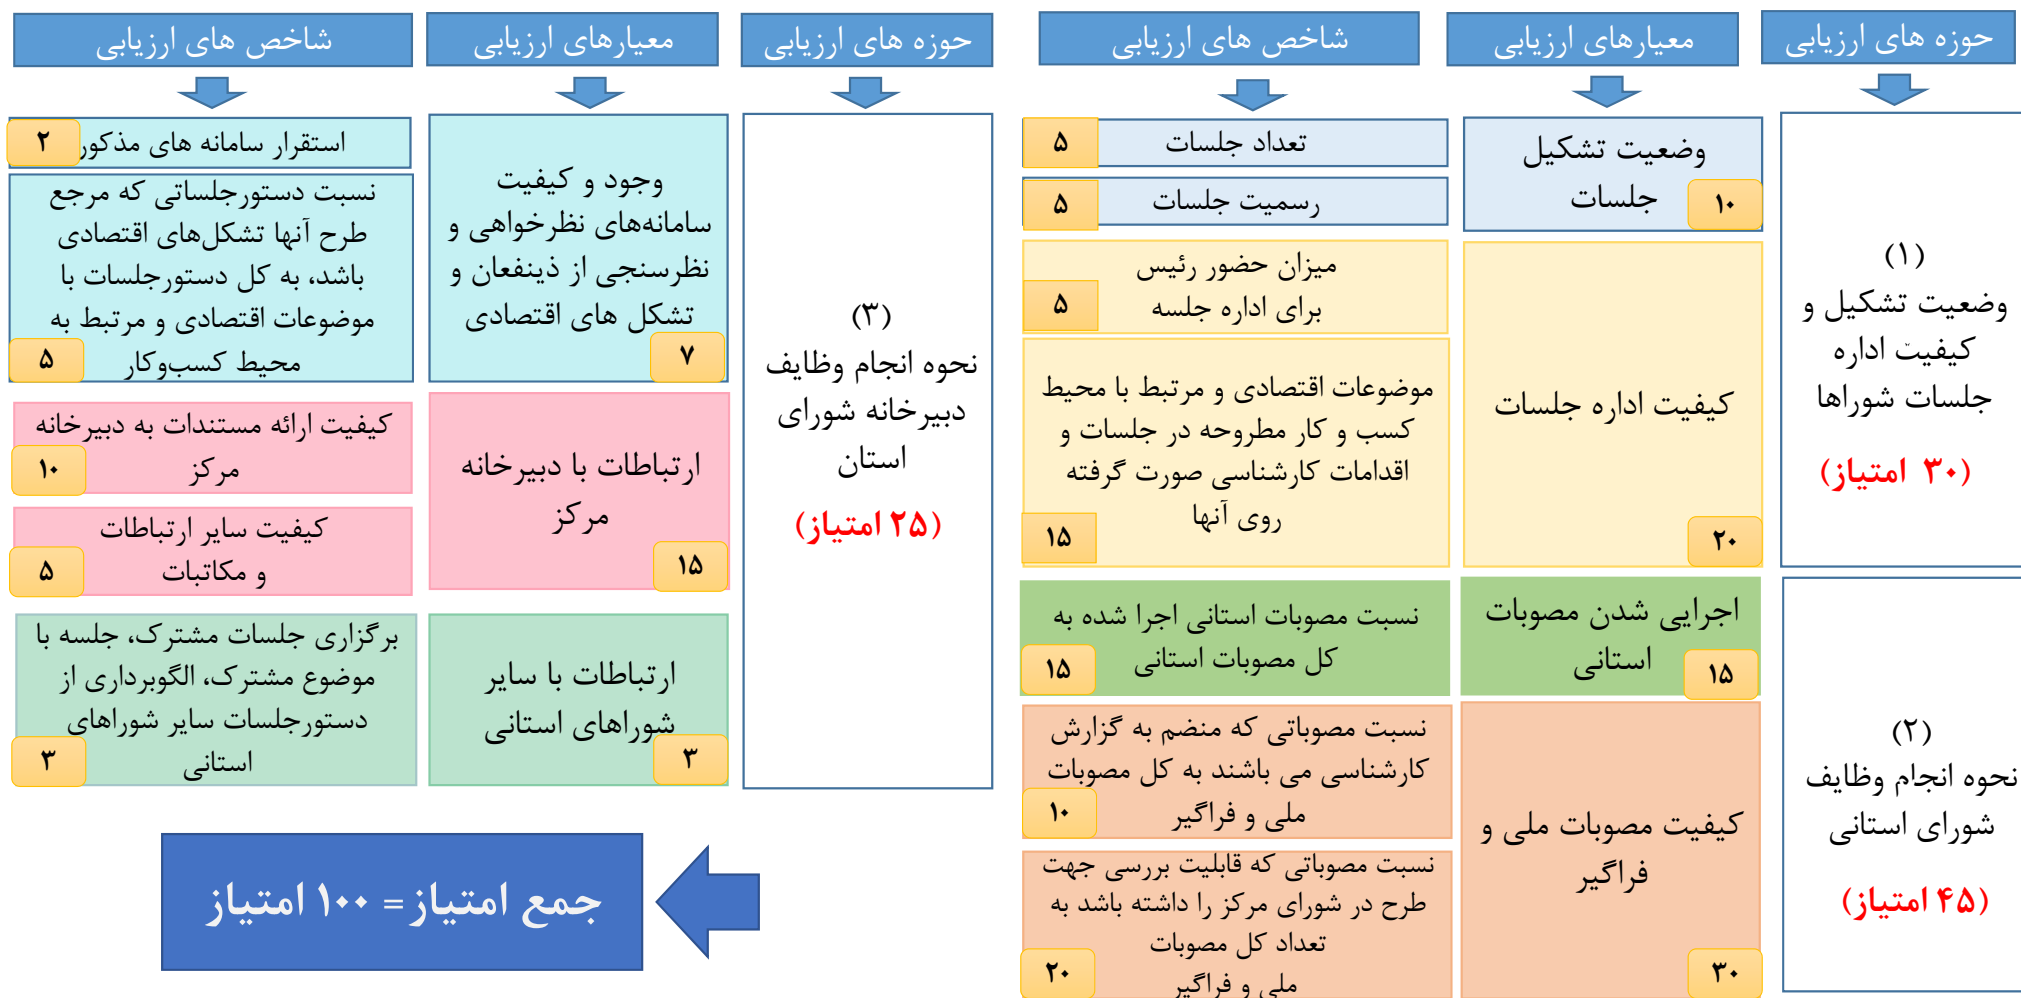 حوزه های ارزیابی
معیارهای ارزیابی
شاخص های ارزیابی
(۱)
وضعیت تشکیل و
کیفیت اداره
جلسات شوراها
(۳۰ امتیاز)
وضعیت تشکیل
جلسات
۱۰
تعداد جلسات
۵
رسمیت جلسات
۵
کیفیت اداره جلسات
۲۰
میزان حضور رئیس
برای اداره جلسه
۵
موضوعات اقتصادی و مرتبط با محیط
کسب و کار مطروحه در جلسات و
اقدامات کارشناسی صورت گرفته
روی آنها
۱۵
(۲)
نحوه انجام وظایف
شورای استانی
(۴۵ امتیاز)
اجرایی شدن مصوبات
استانی
۱۵
نسبت مصوبات استانی اجرا شده به
کل مصوبات استانی
۱۵
کیفیت مصوبات ملی و
فراگیر
۳۰
نسبت مصوباتی که منضم به گزارش
کارشناسی می باشند به کل مصوبات
ملی و فراگیر
۱۰
نسبت مصوباتی که قابلیت بررسی جهت
طرح در شورای مرکز را داشته باشد به
تعداد کل مصوبات
ملی و فراگیر
۲۰
حوزه های ارزیابی
معیارهای ارزیابی
شاخص های ارزیابی
(۳)
نحوه انجام وظایف
دبیرخانه شورای
استان
(۲۵ امتیاز)
وجود و کیفیت
سامانه‌های نظرخواهی و
نظرسنجی از ذینفعان و
تشکل های اقتصادی
۷
استقرار سامانه های مذکور
۲
نسبت دستورجلساتی که مرجع
طرح آنها تشکل‌های اقتصادی
باشد، به کل دستورجلسات با
موضوعات اقتصادی و مرتبط به
محیط کسب‌وکار
۵
ارتباطات با دبیرخانه
مرکز
۱۵
کیفیت ارائه مستندات به دبیرخانه
مرکز
۱۰
کیفیت سایر ارتباطات
و مکاتبات
۵
ارتباطات با سایر
شوراهای استانی
۳
برگزاری جلسات مشترک، جلسه با
موضوع مشترک، الگوبرداری از
دستورجلسات سایر شوراهای
استانی
۳
جمع امتیاز= ۱۰۰ امتیاز